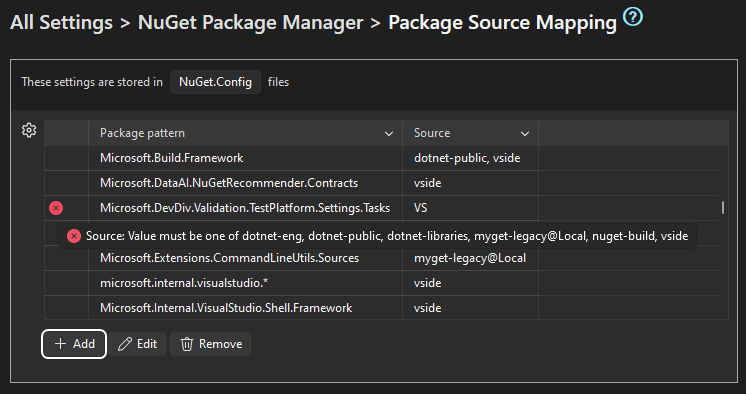 All Settings > NuGet Package Manager > Package Source Mapping ?
These settings are stored in NuGet.Config files
Package pattern Source
Microsoft.Build.Framework dotnet-public, vside
Microsoft.DataAI.NuGetRecommender.Contracts vside
Microsoft.DevDiv.Validation.TestPlatform.Settings.Tasks VS
Source: Value must be one of dotnet-eng, dotnet-public, dotnet-libraries, myget-legacy@Local, nuget-build, vside
Microsoft.Extensions.CommandLineUtils.Sources myget-legacy@Local
microsoft.internal.visualstudio.* vside
Microsoft.Internal.VisualStudio.Shell.Framework vside
Add Edit Remove